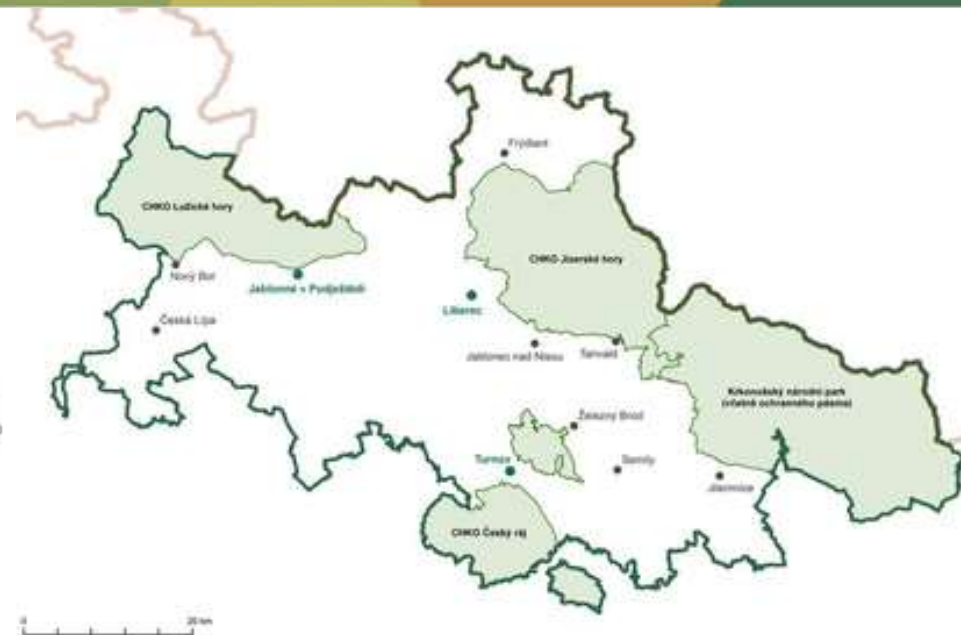 Frýdlant
CHKO Lužické hory
CHKO Jizerské hory
Nový Bor
Jablonné v Podještědí
Liberec
Česká Lípa
Jablonec nad Nisou
Tanvald
Krkonošský národní park
(včetně ochranného pásma)
Železný Brod
Turnov
Semily
Jilemnice
CHKO Český ráj
0
20 km